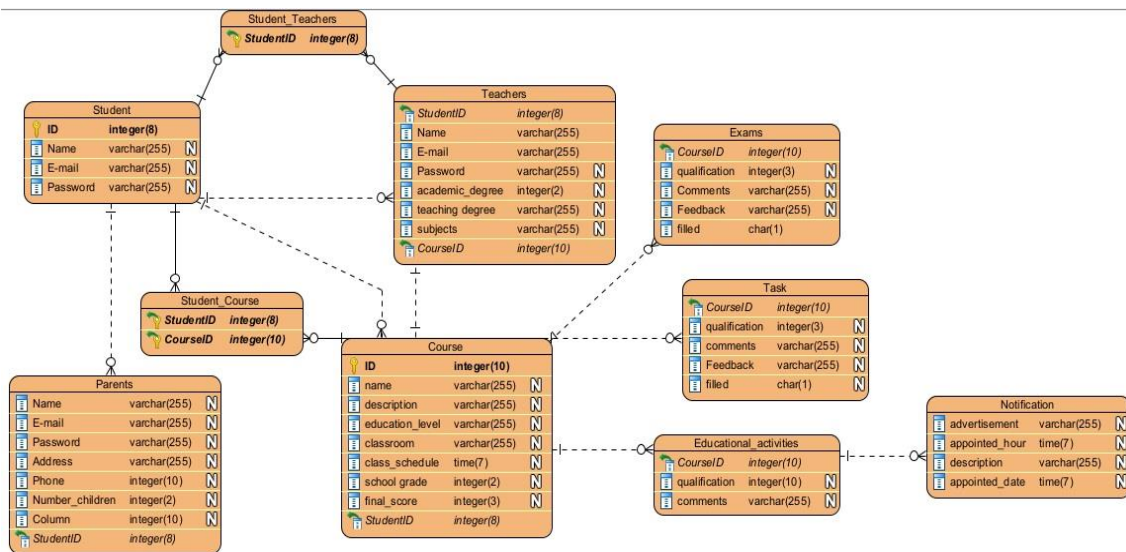 Student_Teachers
StudentID integer(8)
Student
ID integer(8)
Name varchar(255) N
E-mail varchar(255) N
Password varchar(255) N
Teachers
StudentID integer(8)
Name varchar(255)
E-mail varchar(255)
Password varchar(255) N
academic_degree integer(2) N
teaching degree varchar(255) N
subjects varchar(255) N
CourseID integer(10)
Exams
CourseID integer(10)
qualification integer(3) N
Comments varchar(255) N
Feedback varchar(255) N
filled char(1)
Student_Course
StudentID integer(8)
CourseID integer(10)
Task
CourseID integer(10)
qualification integer(3) N
comments varchar(255) N
Feedback varchar(255) N
filled char(1) N
Parents
Name varchar(255) N
E-mail varchar(255) N
Password varchar(255) N
Address varchar(255) N
Phone integer(10) N
Number_children integer(2) N
Column integer(10) N
StudentID integer(8)
Course
ID integer(10)
name varchar(255) N
description varchar(255) N
education_level varchar(255) N
classroom varchar(255) N
class_schedule time(7) N
school grade integer(2) N
final_score integer(3) N
StudentID integer(8)
Educational_activities
CourseID integer(10)
qualification integer(10) N
comments varchar(255) N
Notification
advertisement varchar(255) N
appointed_hour time(7) N
description varchar(255) N
appointed_date time(7) N